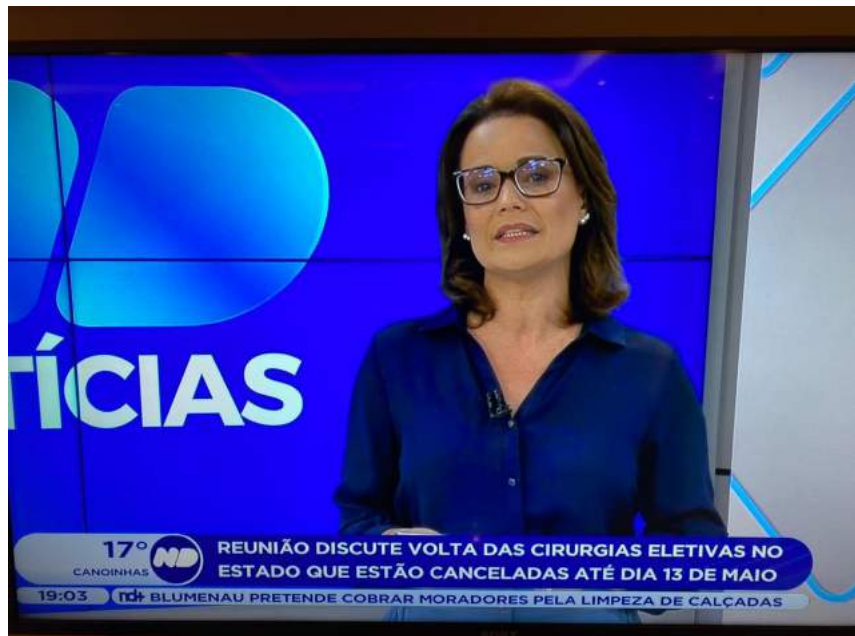 TÍCIAS
17°
CANOINHAS
ND
REUNIÃO DISCUTE VOLTA DAS CIRURGIAS ELETIVAS NO
ESTADO QUE ESTÃO CANCELADAS ATÉ DIA 13 DE MAIO
19:03 nd+ BLUMENAU PRETENDE COBRAR MORADORES PELA LIMPEZA DE CALÇADAS
SONY